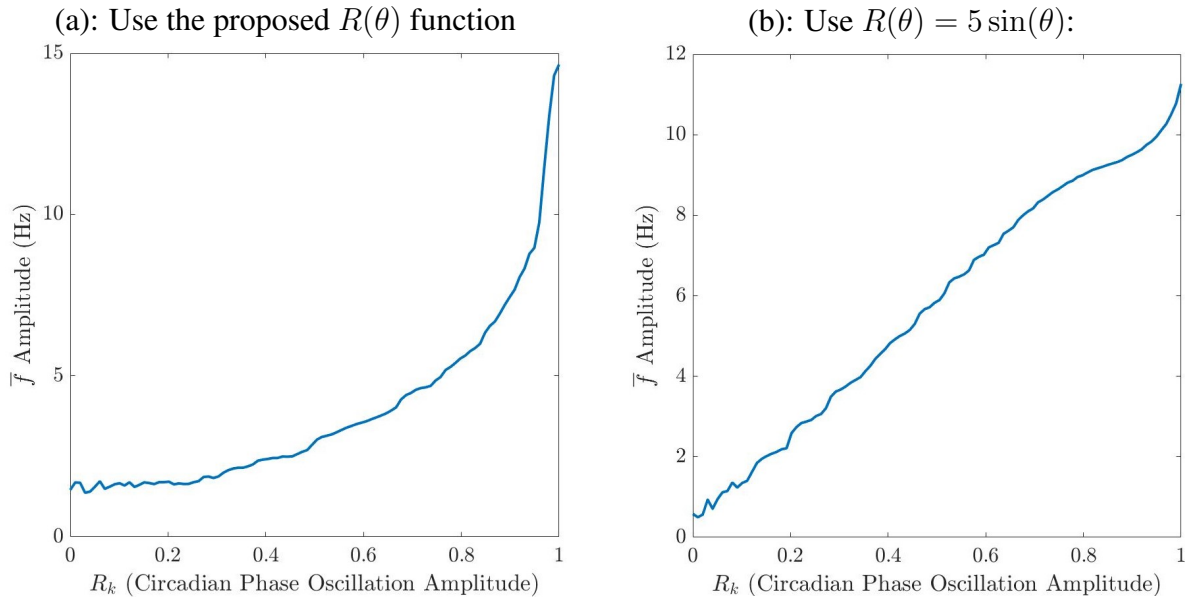 (a): Use the proposed R(θ) function
15
10
5
0
f̅ Amplitude (Hz)
0 0.2 0.4 0.6 0.8 1
R_k (Circadian Phase Oscillation Amplitude)
(b): Use R(θ) = 5 sin(θ):
12
10
8
6
4
2
0
f̅ Amplitude (Hz)
0 0.2 0.4 0.6 0.8 1
R_k (Circadian Phase Oscillation Amplitude)